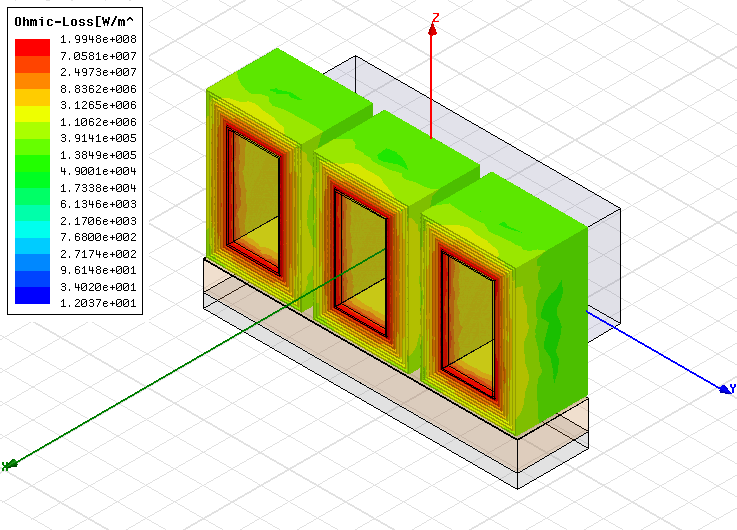 Ohmic-Loss[W/m^
1.9948e+008
7.0581e+007
2.4973e+007
8.8362e+006
3.1265e+006
1.1062e+006
3.9141e+005
1.3849e+005
4.9001e+004
1.7338e+004
6.1346e+003
2.1706e+003
7.6800e+002
2.7174e+002
9.6148e+001
3.4020e+001
1.2037e+001
Z
Y
X